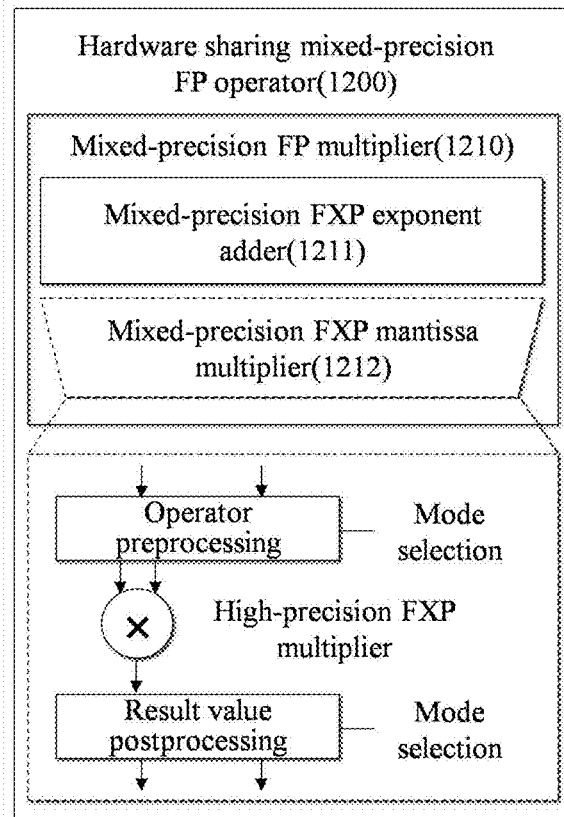 Hardware sharing mixed-precision
FP operator(1200)
Mixed-precision FP multiplier(1210)
Mixed-precision FXP exponent
adder(1211)
Mixed-precision FXP mantissa
multiplier(1212)
Operator
preprocessing
Mode
selection
×
High-precision FXP
multiplier
Result value
postprocessing
Mode
selection